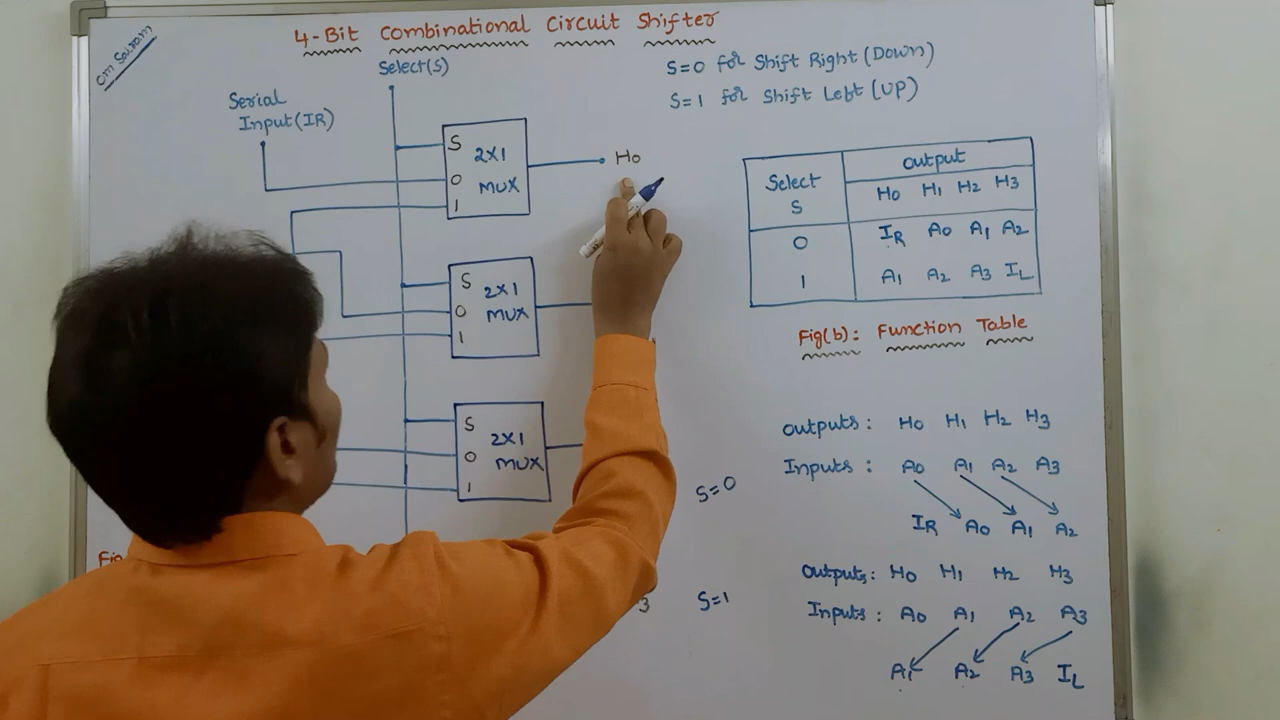 Om Sairam
4-Bit Combinational Circuit Shifter
Select(S)
Serial
Input(IR)
S 2X1
0 MUX
1
H0
S 2X1
0 MUX
1
S 2X1
0 MUX
1
S=0 for Shift Right (Down)
S=1 for Shift Left (UP)
Select S Output
H0 H1 H2 H3
0 IR A0 A1 A2
1 A1 A2 A3 IL
Fig(b): Function Table
Outputs: H0 H1 H2 H3
Inputs: A0 A1 A2 A3
S=0
IR A0 A1 A2
Outputs: H0 H1 H2 H3
S=1
Inputs: A0 A1 A2 A3
A1 A2 A3 IL
3